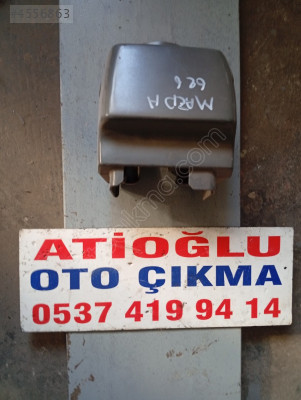 MAZDA
626
ATİOĞLU
OTO ÇIKMA
0537 419 94 14